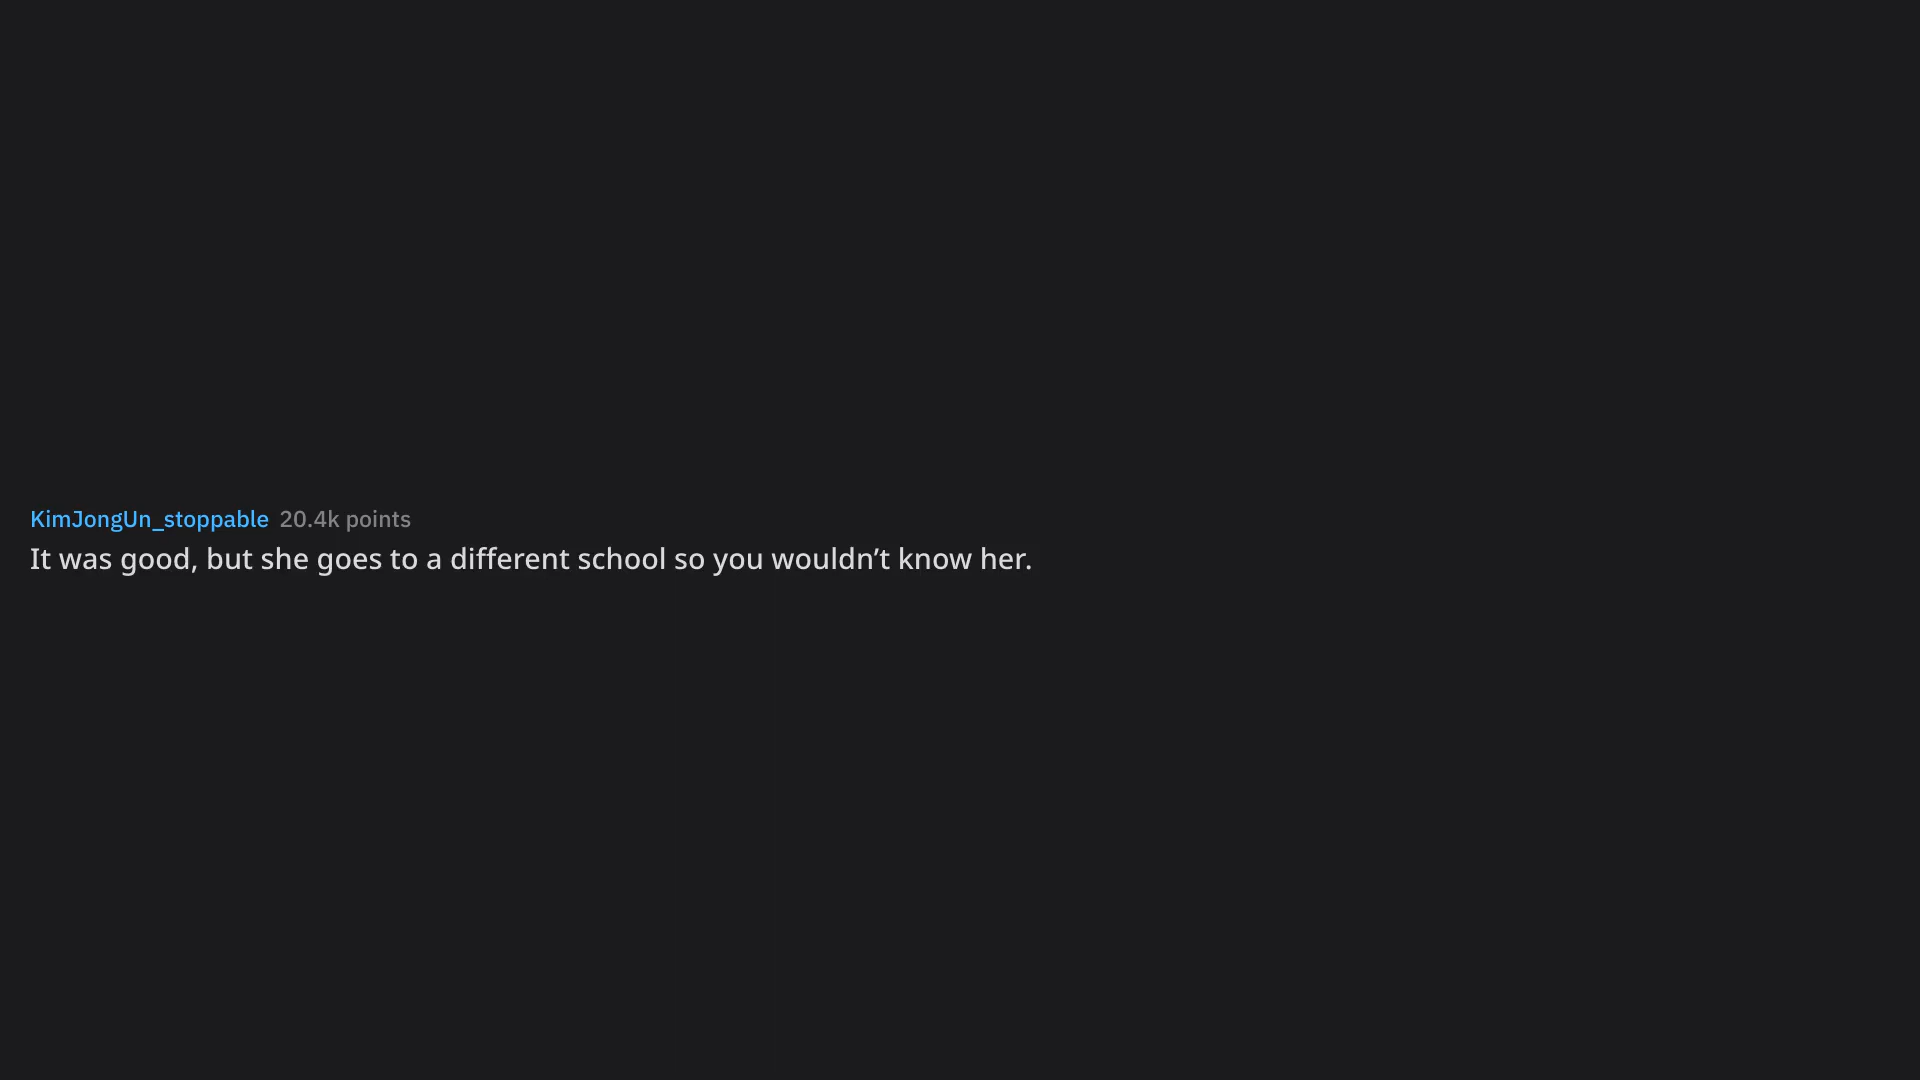 KimJongUn_stoppable 20.4k points
It was good, but she goes to a different school so you wouldn’t know her.